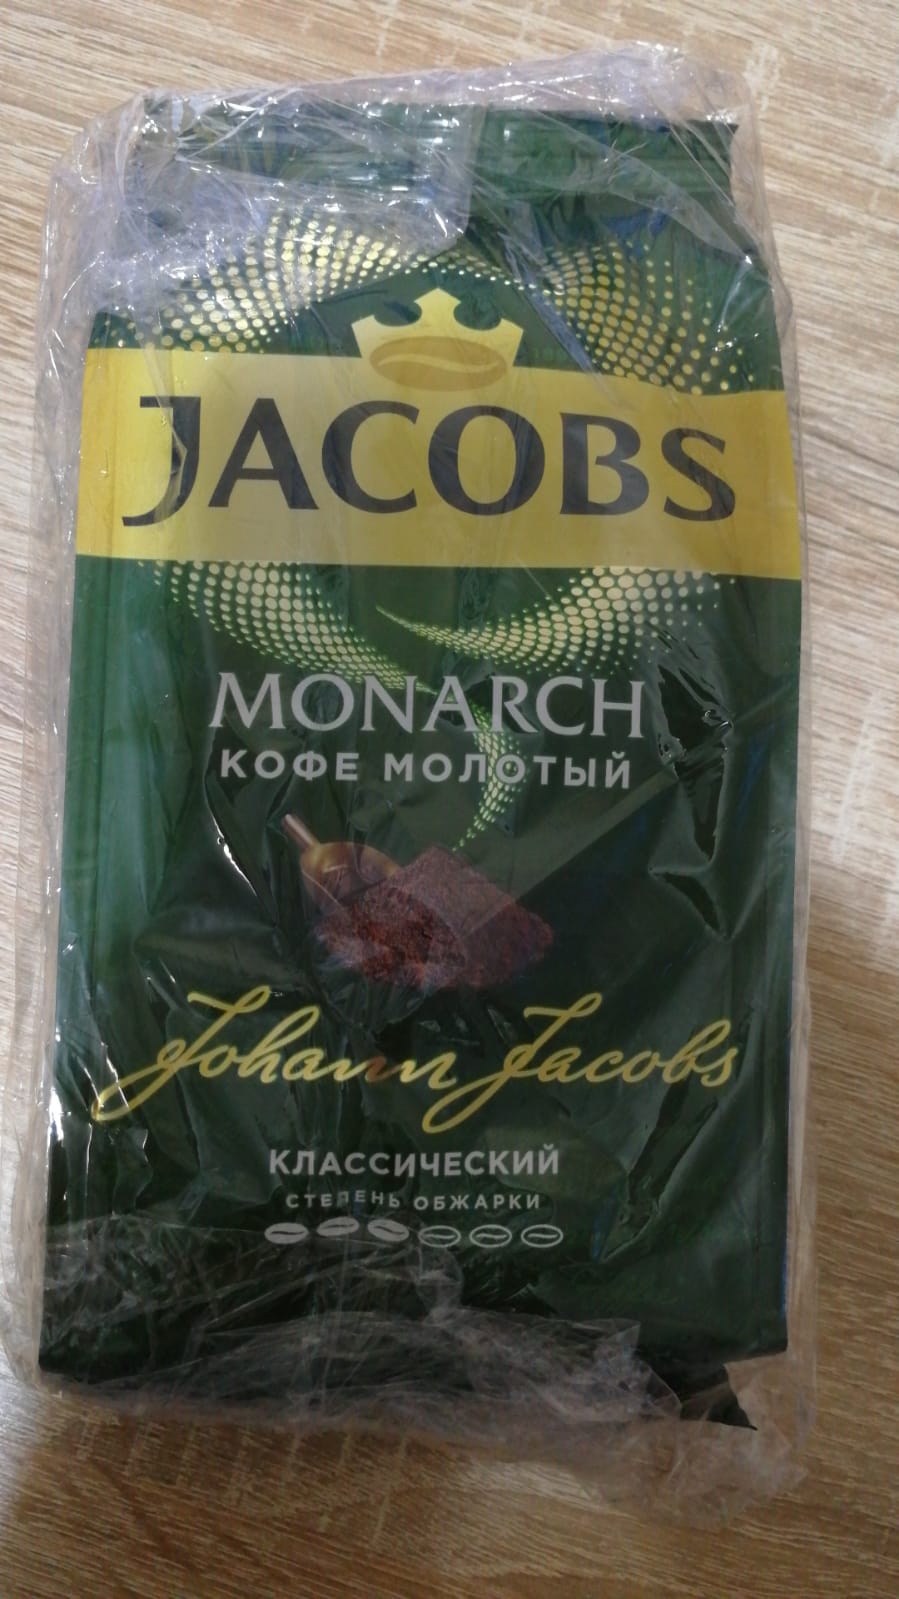 JACOBS
MONARCH
КОФЕ МОЛОТЫЙ
Johann Jacobs
КЛАССИЧЕСКИЙ
СТЕПЕНЬ ОБЖАРКИ